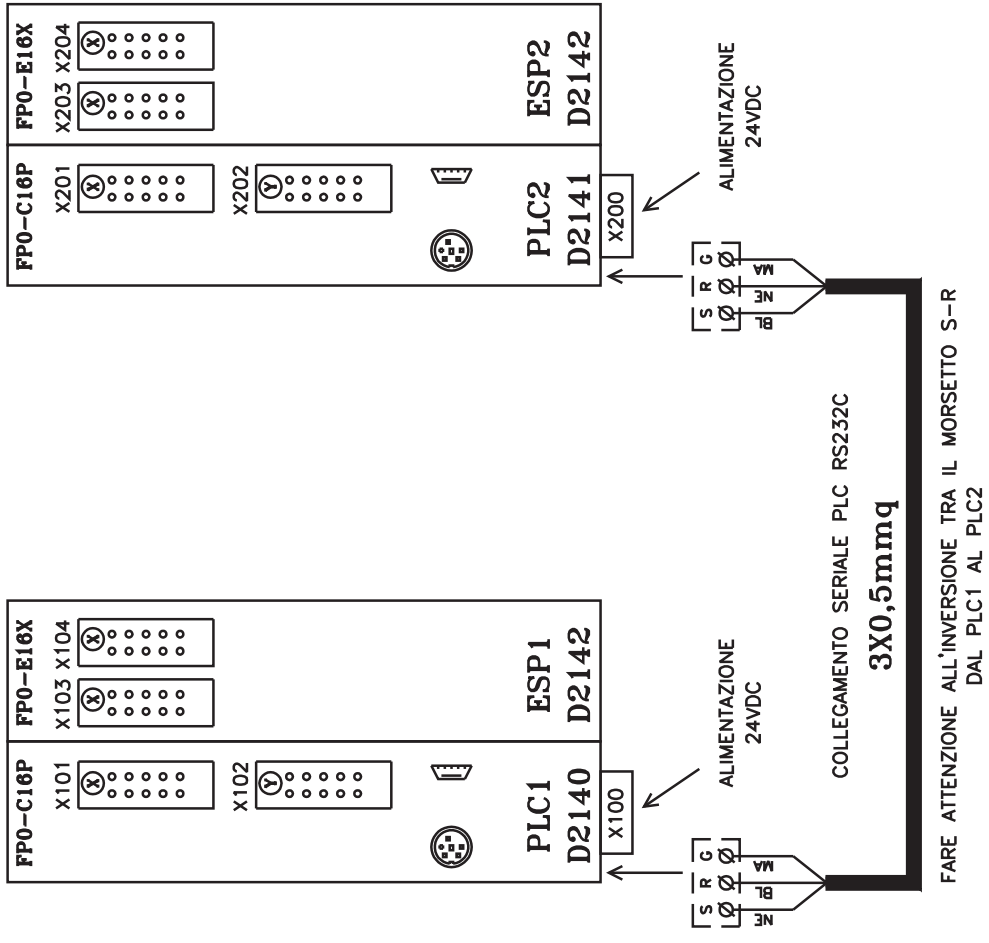 FP0-C16P
X101
X
X102
Y
PLC1
D2140
X100
FP0-E16X
X103
X
X104
X
ESP1
D2142
ALIMENTAZIONE
24VDC
S R G
NE BL MA
FP0-C16P
X201
X
X202
Y
PLC2
D2141
X200
FP0-E16X
X203
X
X204
X
ESP2
D2142
ALIMENTAZIONE
24VDC
S R G
BL NE MA
COLLEGAMENTO SERIALE PLC RS232C
3X0,5mmq
FARE ATTENZIONE ALL'INVERSIONE TRA IL MORSETTO S-R
DAL PLC1 AL PLC2